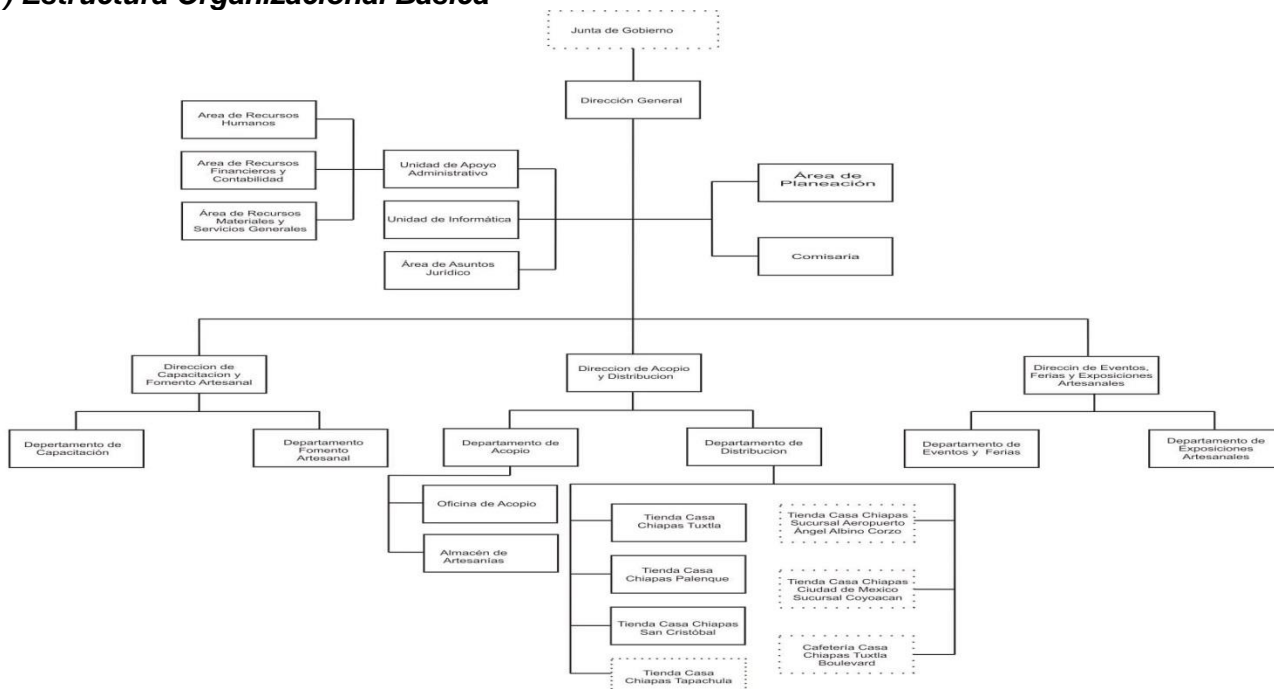 ) Estructura Organizacional Básica
Junta de Gobierno
Dirección General
Area de Recursos
Humanos
Area de Recursos
Financieros y
Contabilidad
Área de Recursos
Materiales y
Servicios Generales
Unidad de Apoyo
Administrativo
Unidad de Informática
Área de Asuntos
Jurídico
Área de
Planeación
Comisaria
Direccion de
Capacitacion y
Fomento Artesanal
Direccion de Acopio
y Distribucion
Direccin de Eventos,
Ferias y Exposiciones
Artesanales
Depertamento de
Capacitación
Departamento
Fomento
Artesanal
Departamento de
Acopio
Departamento de
Distribucion
Departamento de
Eventos y Ferias
Departamento de
Exposiciones
Artesanales
Oficina de Acopio
Almacén de
Artesanías
Tienda Casa
Chiapas Tuxtla
Tienda Casa
Chiapas Palenque
Tienda Casa Chiapas
San Cristóbal
Tienda Casa
Chiapas Tapachula
Tienda Casa Chiapas
Sucursal Aeropuerto
Ángel Albino Corzo
Tienda Casa Chiapas
Ciudad de Mexico
Sucursal Coyoacan
Cafetería Casa
Chiapas Tuxtla
Boulevard